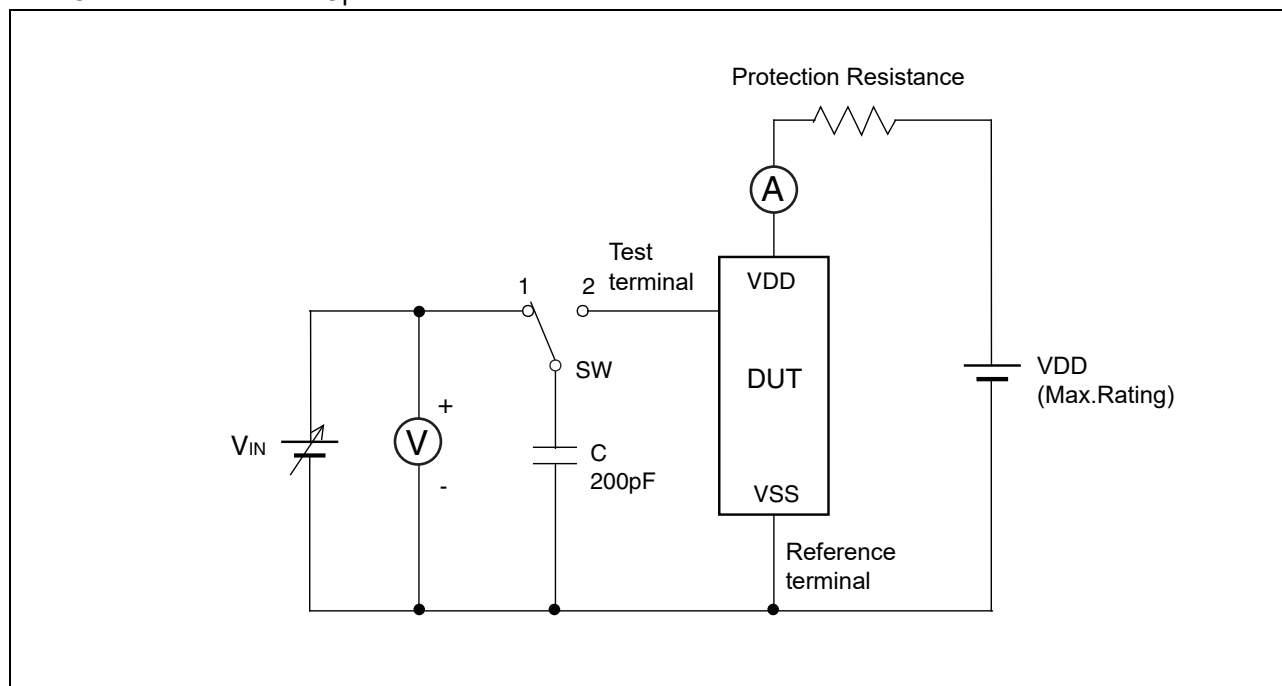 Protection Resistance
A
Test
terminal
1
2
VDD
SW
DUT
VDD
(Max.Rating)
+
V
-
VIN
C
200pF
VSS
Reference
terminal